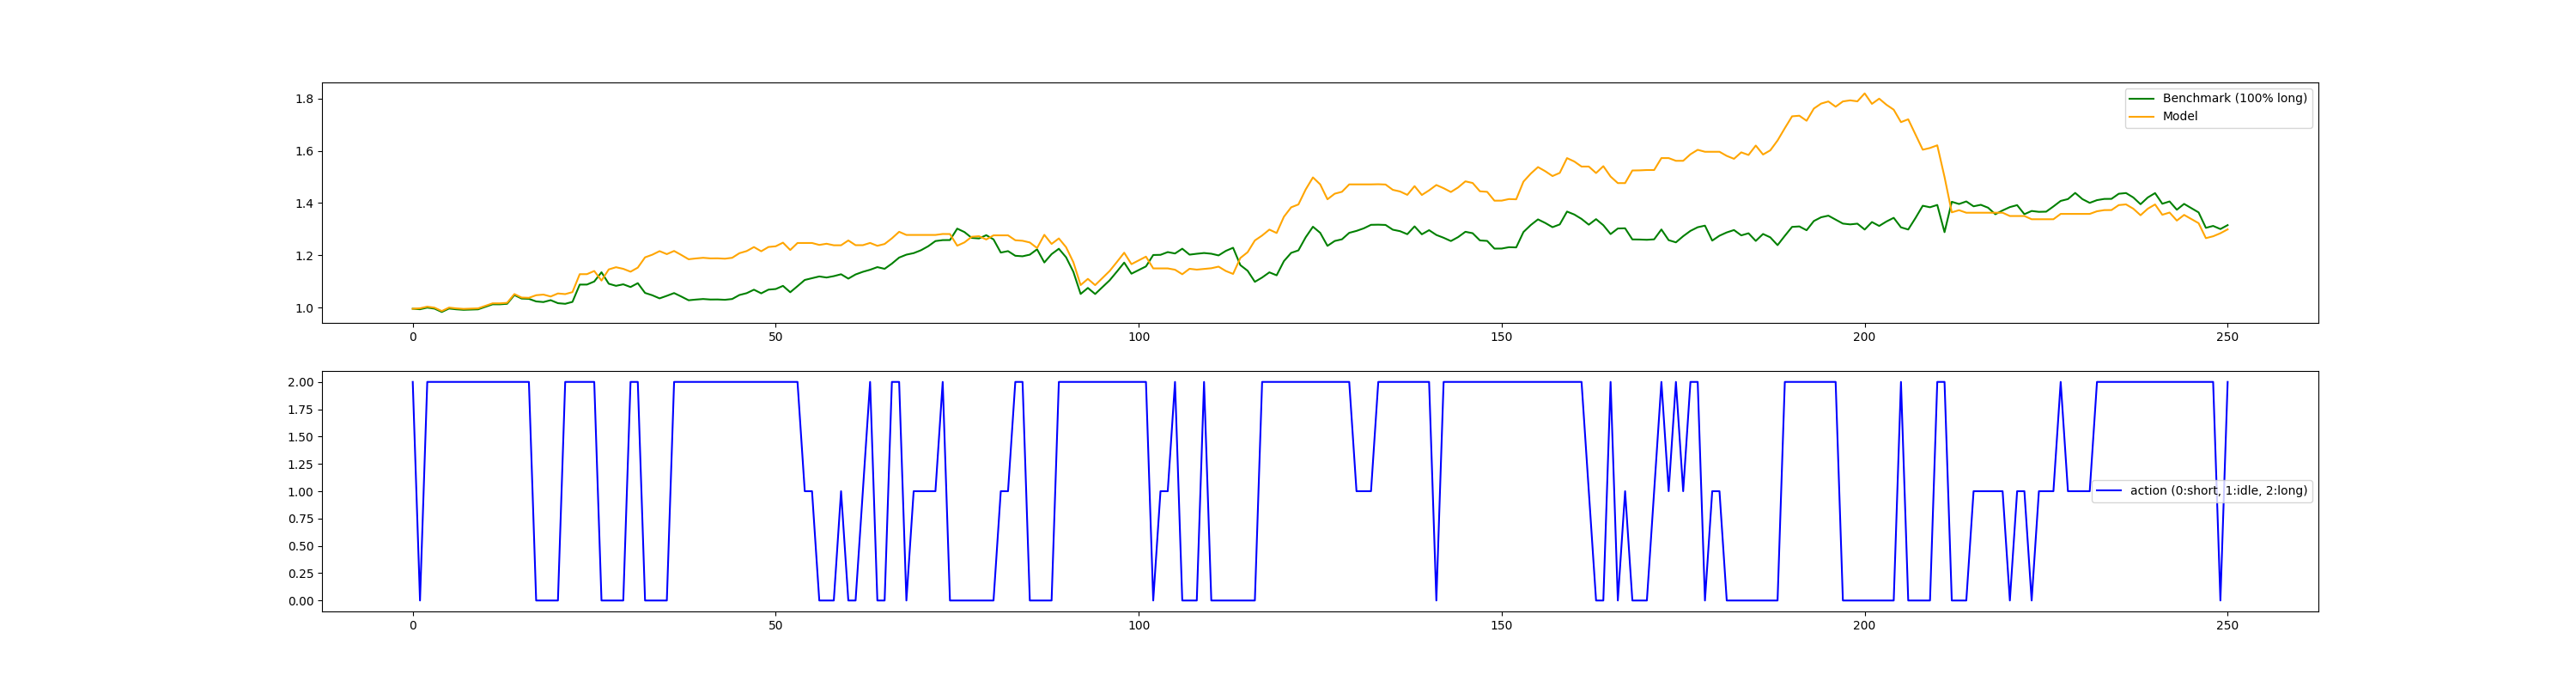 1.8
1.6
1.4
1.2
1.0
Benchmark (100% long)
Model
0 50 100 150 200 250
2.00
1.75
1.50
1.25
1.00
0.75
0.50
0.25
0.00
action (0:short, 1:idle, 2:long)
0 50 100 150 200 250